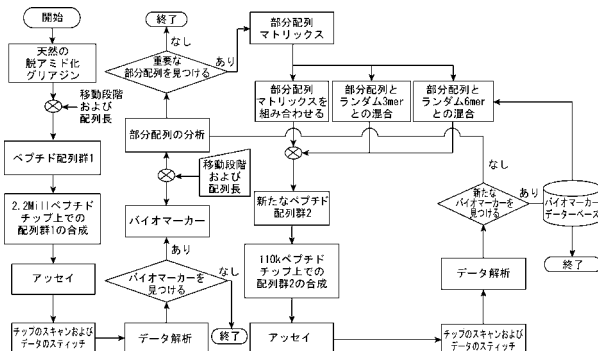 開始
天然の
脱アミド化
グリアジン
移動段階
および
配列長
ペプチド配列群1
2.2Millペプチド
チップ上での
配列群1の合成
アッセイ
チップのスキャンおよび
データのスティッチ
データ解析
バイオマーカーを
見つける
なし
終了
あり
バイオマーカー
移動段階
および
配列長
部分配列の分析
重要な
部分配列を見つける
なし
終了
あり
部分配列
マトリックス
部分配列
マトリックスを
組み合わせる
部分配列と
ランダム3mer
との混合
部分配列と
ランダム6mer
との混合
新たなペプチド
配列群2
110kペプチド
チップ上での
配列群2の合成
アッセイ
チップのスキャンおよび
データのスティッチ
データ解析
新たな
バイオマーカーを
見つける
なし
あり
バイオマーカー
データーベース
終了